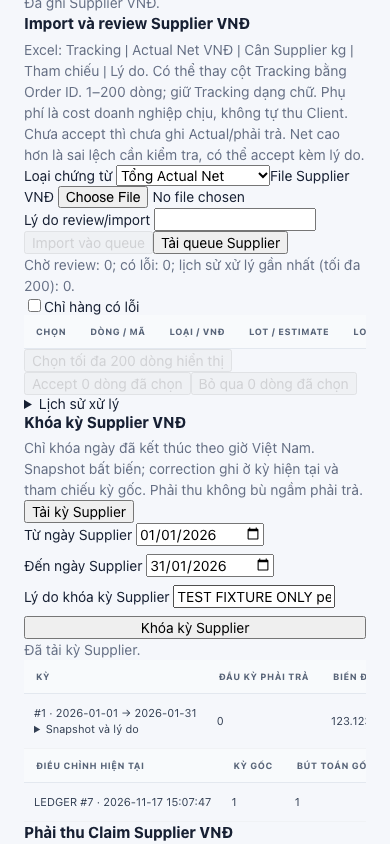 Đã ghi Supplier VNĐ.
Import và review Supplier VNĐ
Excel: Tracking | Actual Net VNĐ | Cân Supplier kg |
Tham chiếu | Lý do. Có thể thay cột Tracking bằng
Order ID. 1–200 dòng; giữ Tracking dạng chữ. Phụ
phí là cost doanh nghiệp chịu, không tự thu Client.
Chưa accept thì chưa ghi Actual/phải trả. Net cao
hơn là sai lệch cần kiểm tra, có thể accept kèm lý do.
Loại chứng từ Tổng Actual Net File Supplier
VNĐ Choose File No file chosen
Lý do review/import
Import vào queue Tải queue Supplier
Chờ review: 0; có lỗi: 0; lịch sử xử lý gần nhất (tối đa
200): 0.
Chỉ hàng có lỗi
CHỌN DÒNG / MÃ LOẠI / VNĐ LOT / ESTIMATE LO
Chọn tối đa 200 dòng hiển thị
Accept 0 dòng đã chọn Bỏ qua 0 dòng đã chọn
Lịch sử xử lý
Khóa kỳ Supplier VNĐ
Chỉ khóa ngày đã kết thúc theo giờ Việt Nam.
Snapshot bất biến; correction ghi ở kỳ hiện tại và
tham chiếu kỳ gốc. Phải thu không bù ngầm phải trả.
Tải kỳ Supplier
Từ ngày Supplier 01/01/2026
Đến ngày Supplier 31/01/2026
Lý do khóa kỳ Supplier TEST FIXTURE ONLY pe
Khóa kỳ Supplier
Đã tải kỳ Supplier.
KỲ ĐẦU KỲ PHẢI TRẢ BIẾN Đ
#1 · 2026-01-01 → 2026-01-31 0 123.12
Snapshot và lý do
ĐIỀU CHỈNH HIỆN TẠI KỲ GỐC BÚT TOÁN GỐ
LEDGER #7 · 2026-11-17 15:07:47 1 1
Phải thu Claim Supplier VNĐ